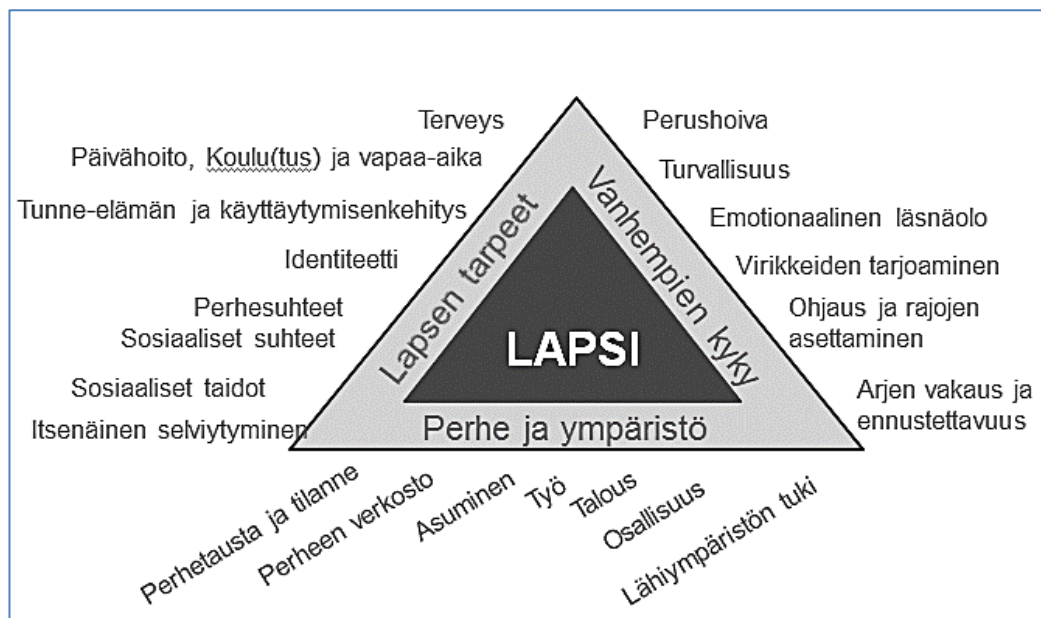 Terveys
Päivähoito, Koulu(tus) ja vapaa-aika
Tunne-elämän ja käyttäytymisenkehitys
Identiteetti
Perhesuhteet
Sosiaaliset suhteet
Sosiaaliset taidot
Itsenäinen selviytyminen
Lapsen tarpeet
LAPSI
Vanhempien kyky
Perushoiva
Turvallisuus
Emotionaalinen läsnäolo
Virikkeiden tarjoaminen
Ohjaus ja rajojen
asettaminen
Arjen vakaus ja
ennustettavuus
Perhe ja ympäristö
Perhetausta ja tilanne
Perheen verkosto
Asuminen
Työ
Talous
Osallisuus
Lähiympäristön tuki